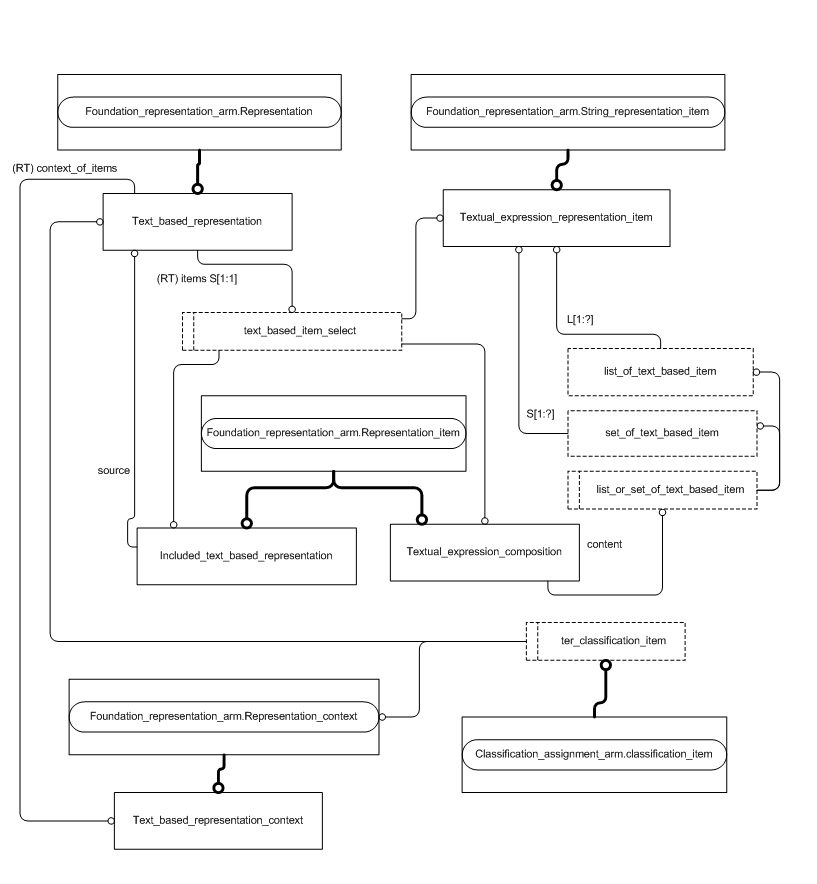 Foundation_representation_arm.Representation
Foundation_representation_arm.String_representation_item
(RT) context_of_items
Text_based_representation
Textual_expression_representation_item
(RT) items S[1:1]
text_based_item_select
L[1:?]
list_of_text_based_item
S[1:?]
set_of_text_based_item
Foundation_representation_arm.Representation_item
source
list_or_set_of_text_based_item
Included_text_based_representation
Textual_expression_composition
content
ter_classification_item
Foundation_representation_arm.Representation_context
Classification_assignment_arm.classification_item
Text_based_representation_context